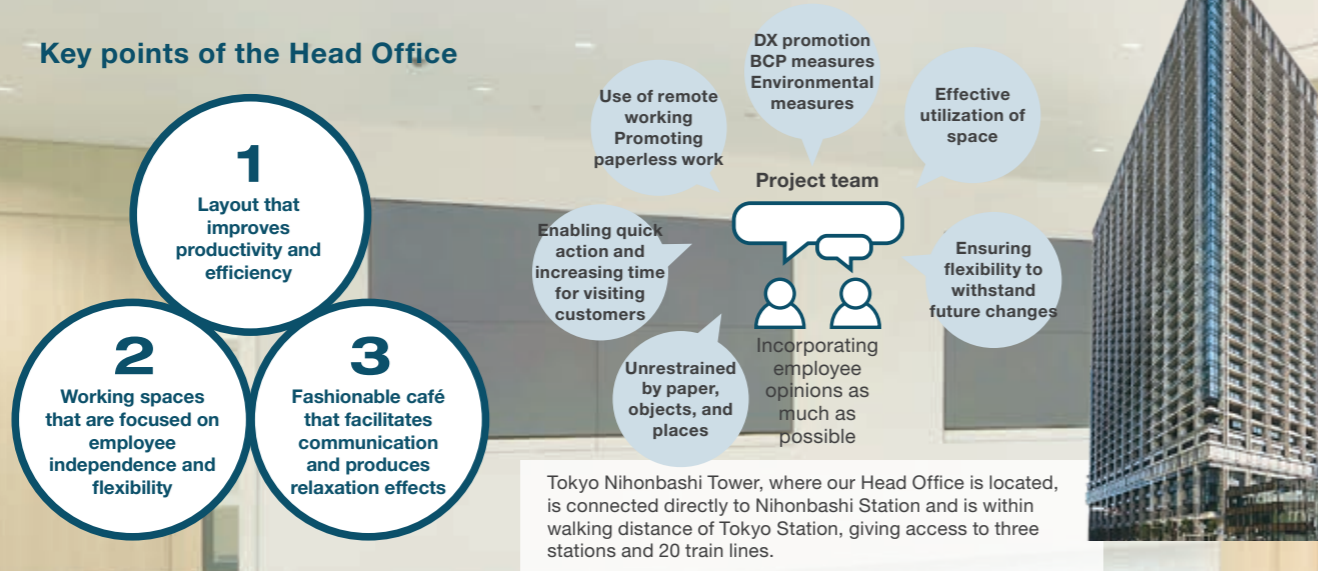 Key points of the Head Office
1
Layout that
improves
productivity and
efficiency
2
Working spaces
that are focused on
employee
independence and
flexibility
3
Fashionable café
that facilitates
communication
and produces
relaxation effects
DX promotion
BCP measures
Environmental
measures
Use of remote
working
Promoting
paperless work
Effective
utilization of
space
Project team
Enabling quick
action and
increasing time
for visiting
customers
Ensuring
flexibility to
withstand
future changes
Unrestrained
by paper,
objects, and
places
Incorporating
employee
opinions as
much as
possible
Tokyo Nihonbashi Tower, where our Head Office is located,
is connected directly to Nihonbashi Station and is within
walking distance of Tokyo Station, giving access to three
stations and 20 train lines.